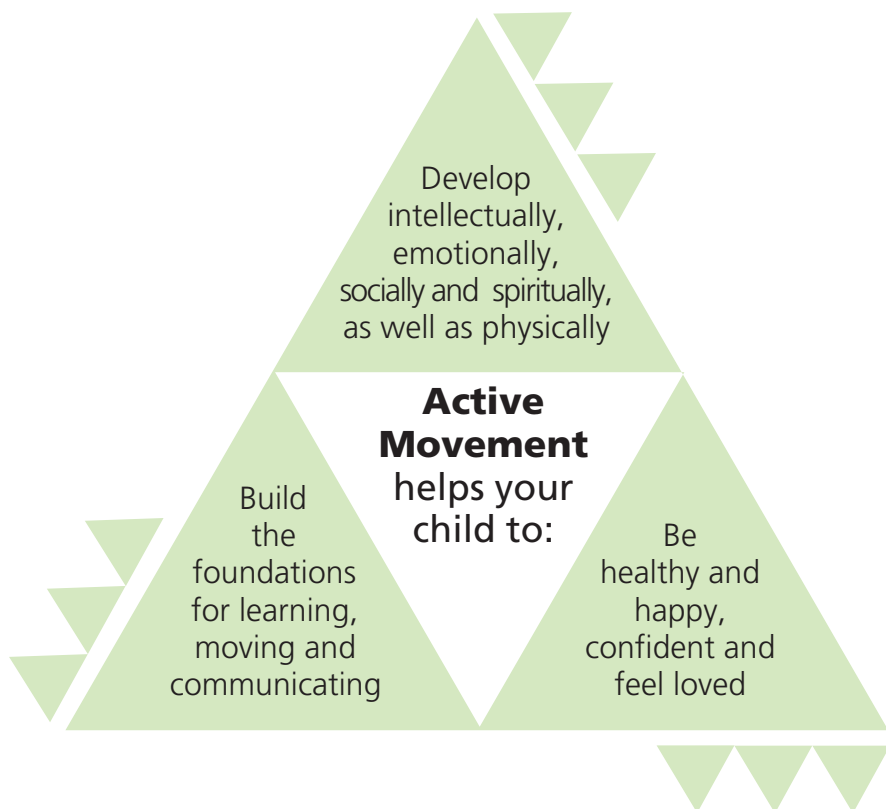 Develop
intellectually,
emotionally,
socially and spiritually,
as well as physically
Active
Movement
helps your
child to:
Build
the
foundations
for learning,
moving and
communicating
Be
healthy and
happy,
confident and
feel loved